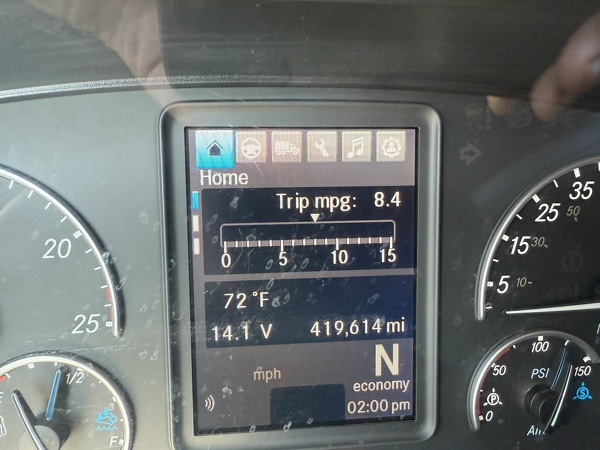 Home
Trip mpg: 8.4
0 5 10 15
72°F
14.1 V 419,614 mi
N
mph
economy
02:00 pm
20
25
1/2
F
35
25 50
15 30
5 10
100
50 PSI 150
P S
0